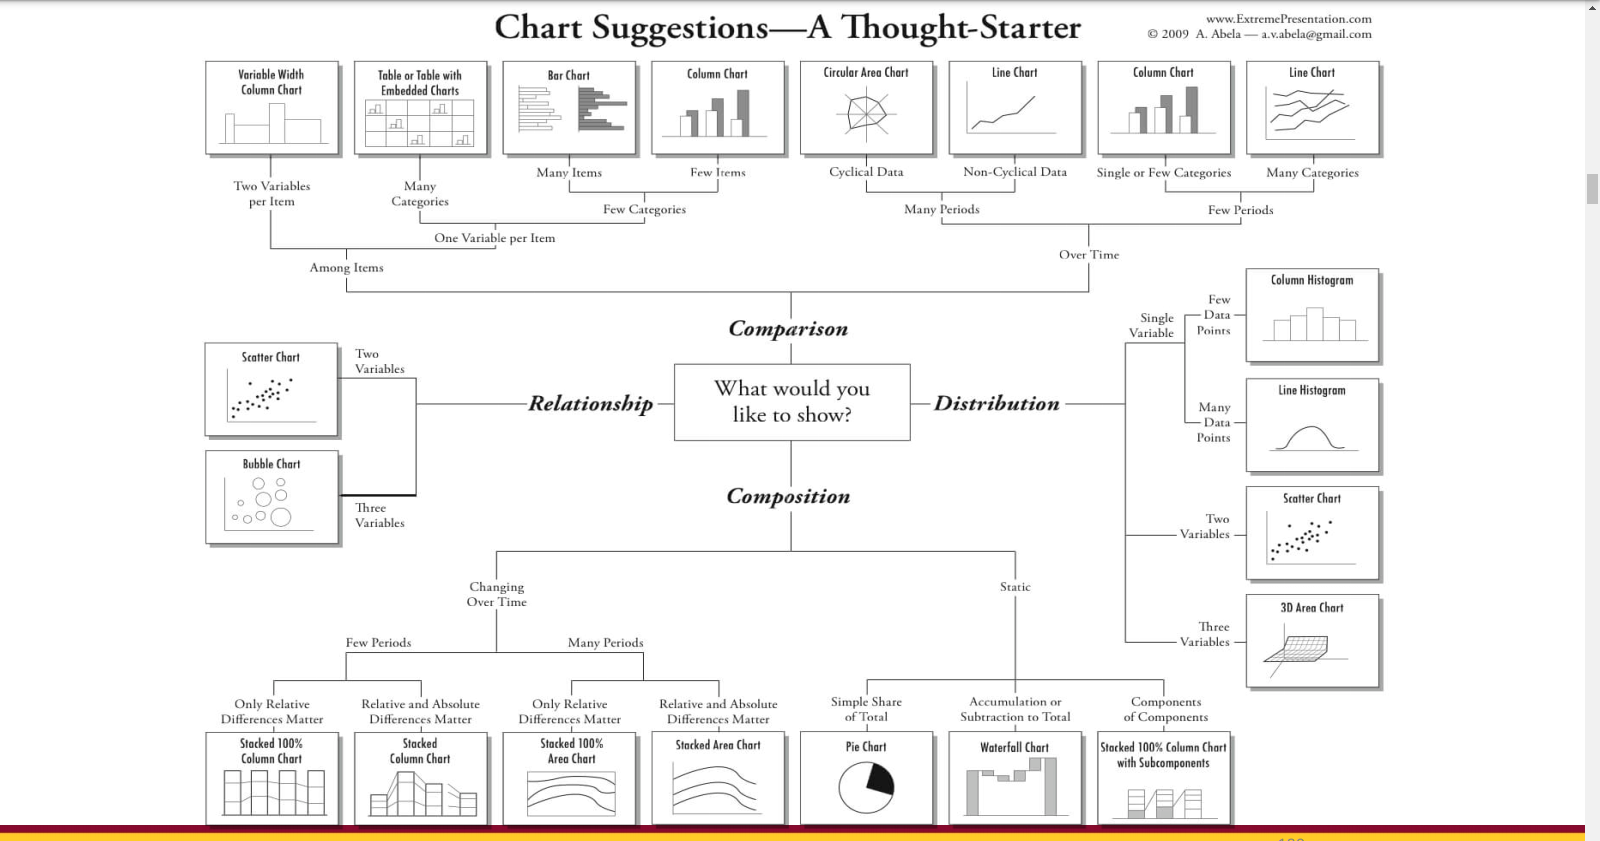 Chart Suggestions—A Thought-Starter
www.ExtremePresentation.com
© 2009 A. Abela — a.v.abela@gmail.com
Variable Width
Column Chart
Table or Table with
Embedded Charts
Bar Chart
Column Chart
Circular Area Chart
Line Chart
Column Chart
Line Chart
Two Variables
per Item
Many
Categories
Many Items
Few Items
Cyclical Data
Non-Cyclical Data
Single or Few Categories
Many Categories
Few Categories
Many Periods
Few Periods
One Variable per Item
Among Items
Over Time
Comparison
What would you
like to show?
Relationship
Two
Variables
Scatter Chart
Three
Variables
Bubble Chart
Distribution
Single
Variable
Few
Data
Points
Column Histogram
Many
Data
Points
Line Histogram
Two
Variables
Scatter Chart
Three
Variables
3D Area Chart
Composition
Changing
Over Time
Static
Few Periods
Many Periods
Only Relative
Differences Matter
Relative and Absolute
Differences Matter
Only Relative
Differences Matter
Relative and Absolute
Differences Matter
Simple Share
of Total
Accumulation or
Subtraction to Total
Components
of Components
Stacked 100%
Column Chart
Stacked
Column Chart
Stacked 100%
Area Chart
Stacked Area Chart
Pie Chart
Waterfall Chart
Stacked 100% Column Chart
with Subcomponents